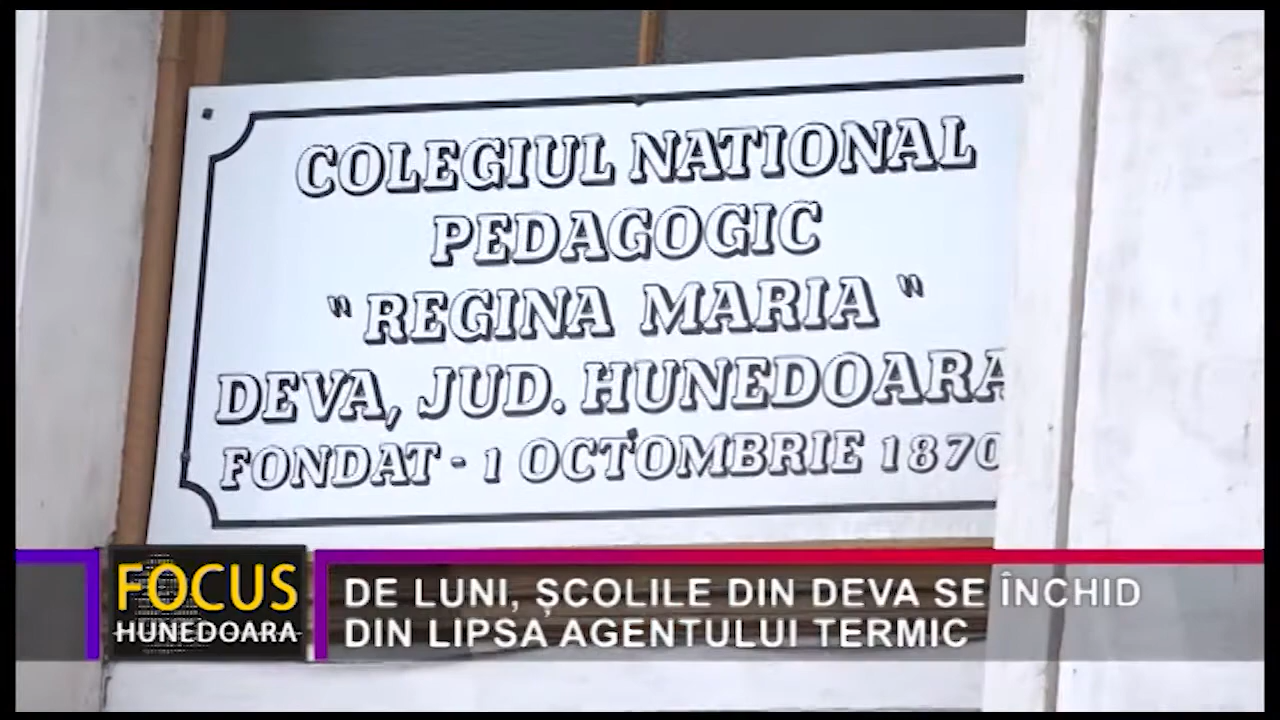 COLEGIUL NATIONAL
PEDAGOGIC
" REGINA MARIA "
DEVA, JUD. HUNEDOARA
FONDAT - 1 OCTOMBRIE 1870
FOCUS
HUNEDOARA
DE LUNI, ȘCOLILE DIN DEVA SE ÎNCHID
DIN LIPSA AGENTULUI TERMIC